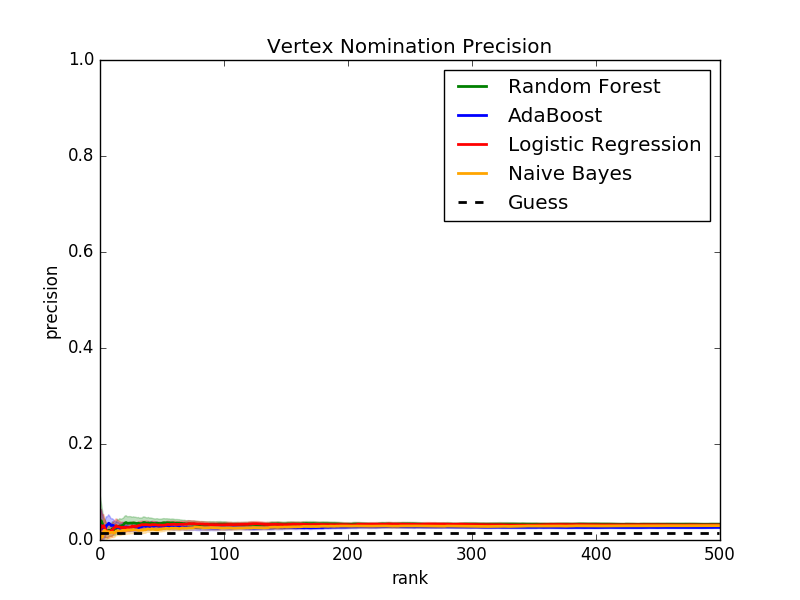 Vertex Nomination Precision
1.0
0.8
0.6
0.4
0.2
0.0
precision
Random Forest
AdaBoost
Logistic Regression
Naive Bayes
Guess
0
100
200
300
400
500
rank